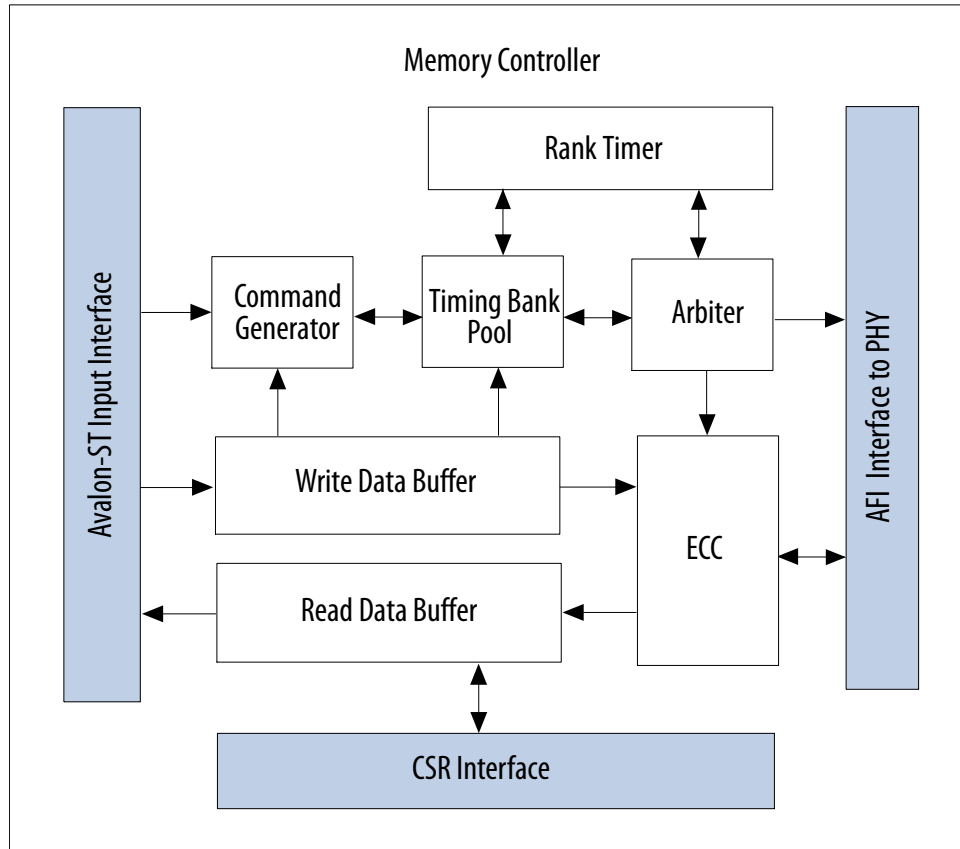 Memory Controller
Rank Timer
Avalon-ST Input Interface
Command
Generator
Timing Bank
Pool
Arbiter
AFI Interface to PHY
Write Data Buffer
ECC
Read Data Buffer
CSR Interface